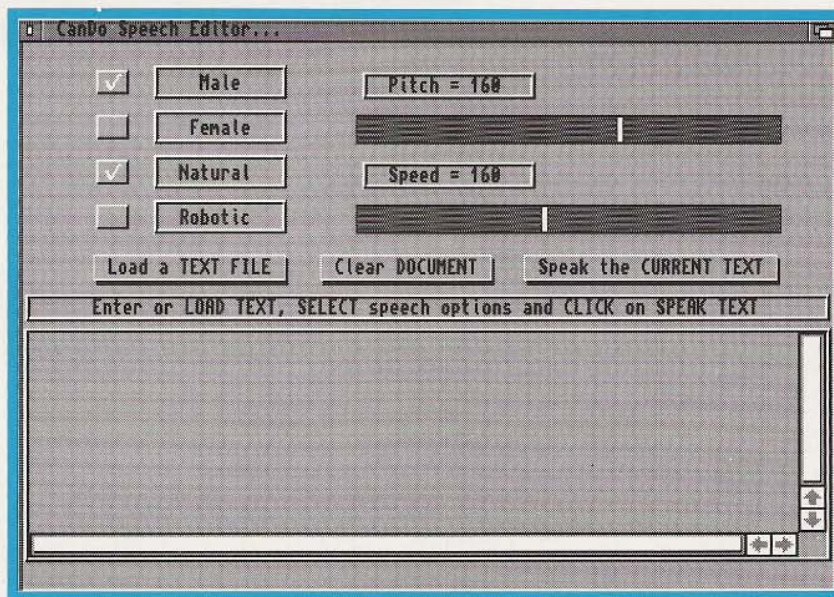 CanDo Speech Editor...
Male
Pitch = 160
Female
Natural
Speed = 160
Robotic
Load a TEXT FILE
Clear DOCUMENT
Speak the CURRENT TEXT
Enter or LOAD TEXT, SELECT speech options and CLICK on SPEAK TEXT